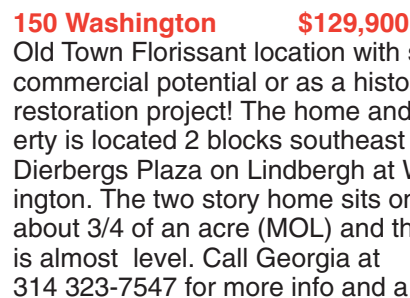 150 Washington $129,900
Old Town Florissant location with
commercial potential or as a
restoration project! The home and
erty is located 2 blocks southeast
Dierbergs Plaza on Lindbergh at
ington. The two story home sits
about 3/4 of an acre (MOL) and
is almost level. Call Georgia at
314 323-7547 for more info and a